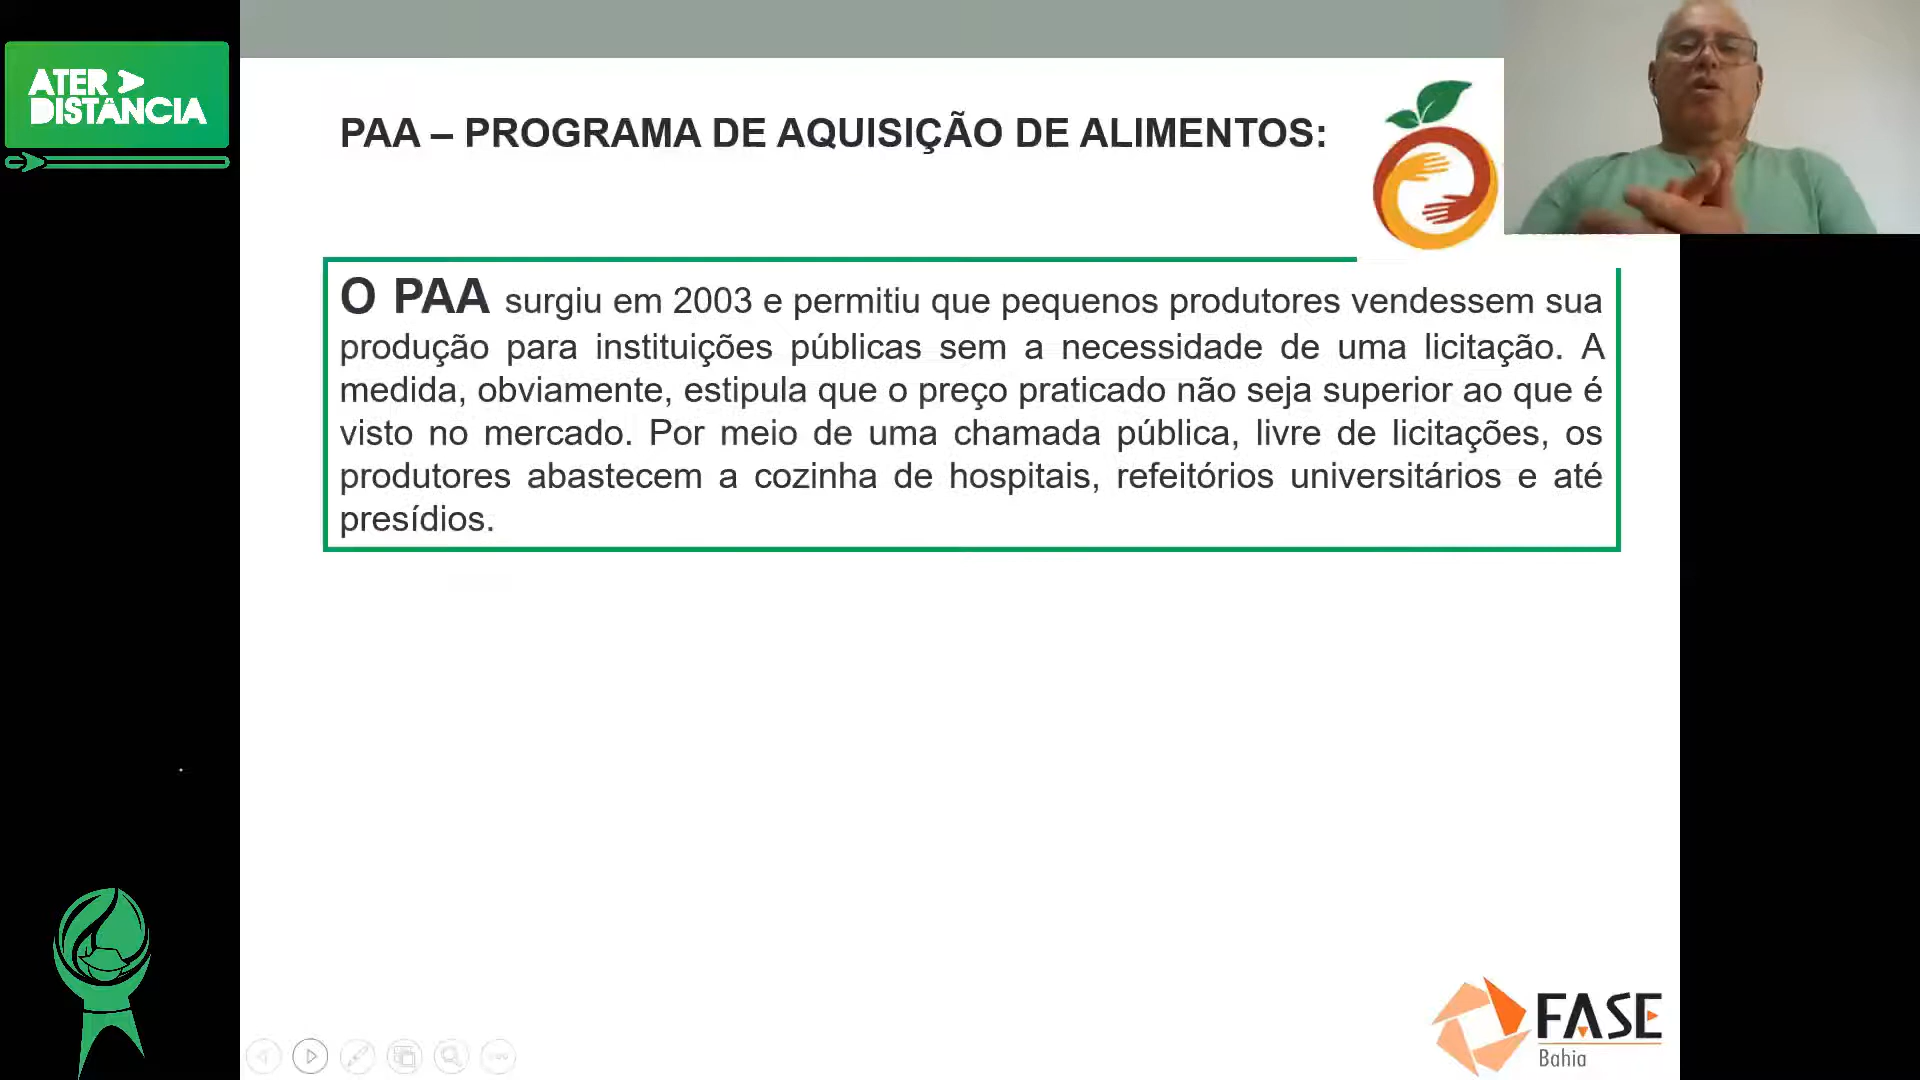 ATER
DISTÂNCIA
PAA – PROGRAMA DE AQUISIÇÃO DE ALIMENTOS:
O PAA surgiu em 2003 e permitiu que pequenos produtores vendessem sua
produção para instituições públicas sem a necessidade de uma licitação. A
medida, obviamente, estipula que o preço praticado não seja superior ao que é
visto no mercado. Por meio de uma chamada pública, livre de licitações, os
produtores abastecem a cozinha de hospitais, refeitórios universitários e até
presídios.
FASE
Bahia